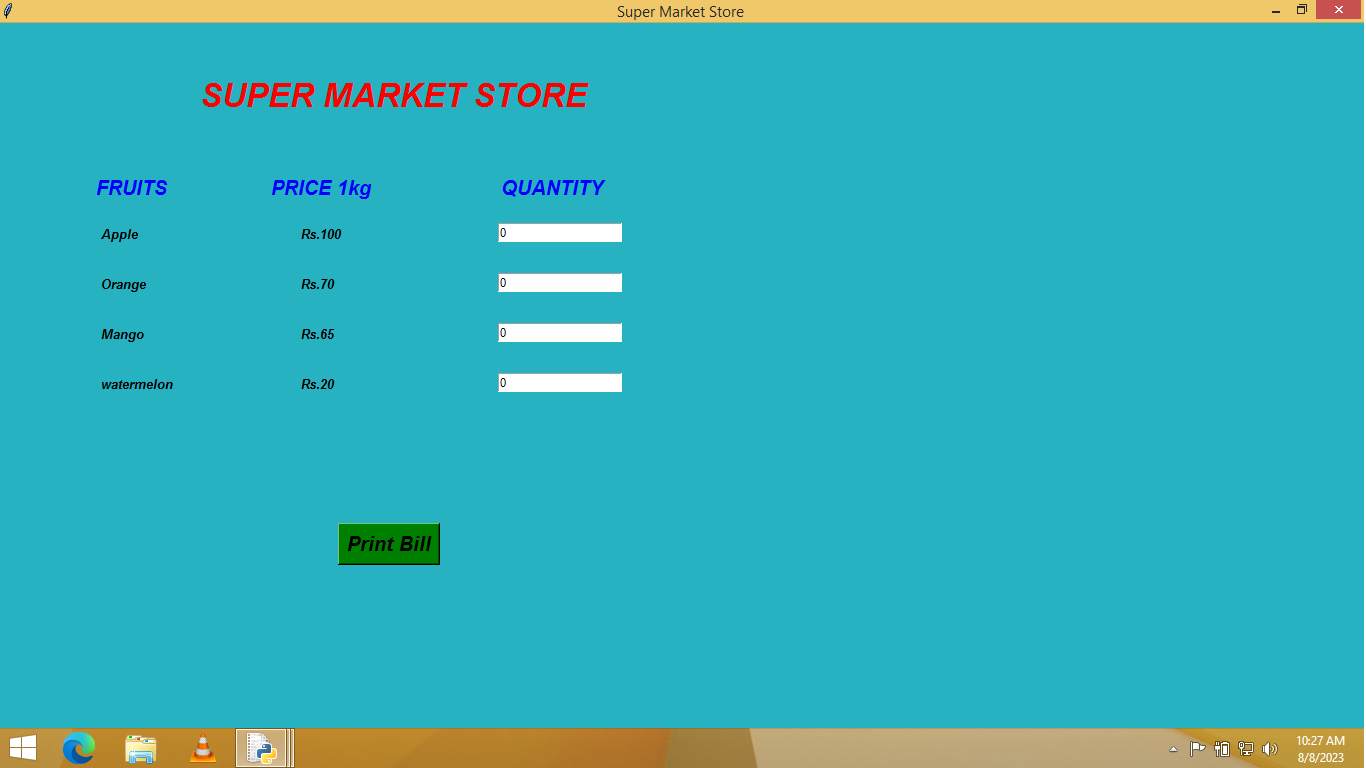 Super Market Store
SUPER MARKET STORE
FRUITS PRICE 1kg QUANTITY
Apple Rs.100 0
Orange Rs.70 0
Mango Rs.65 0
watermelon Rs.20 0
Print Bill
10:27 AM
8/8/2023